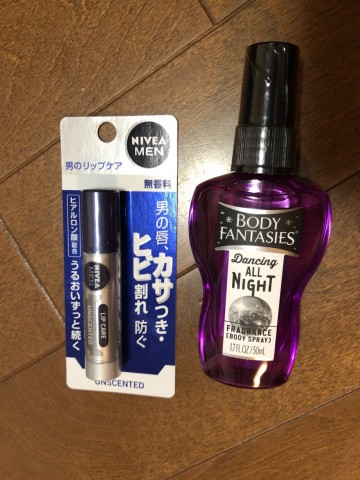 NIVEA
MEN
男のリップケア
無香料
男の唇、カサつき・
ヒビ割れ 防ぐ
ヒアルロン酸配合
うるおいずっと続く
NIVEA
MEN
LIP CARE
UNSCENTED
UNSCENTED
BODY
FANTASIES
Dancing
ALL
NIGHT
FRAGRANCE
[BODY SPRAY]
1.7 FL OZ/50mL